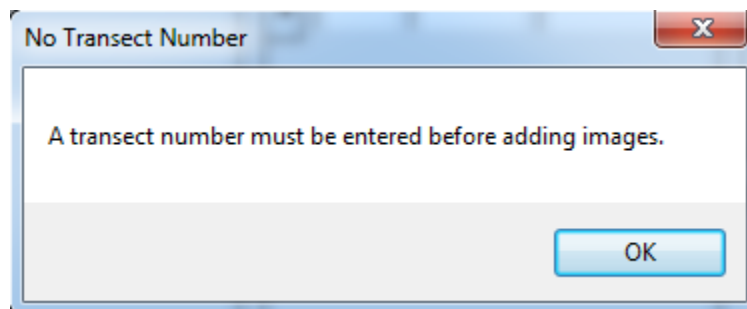 No Transect Number
A transect number must be entered before adding images.
OK